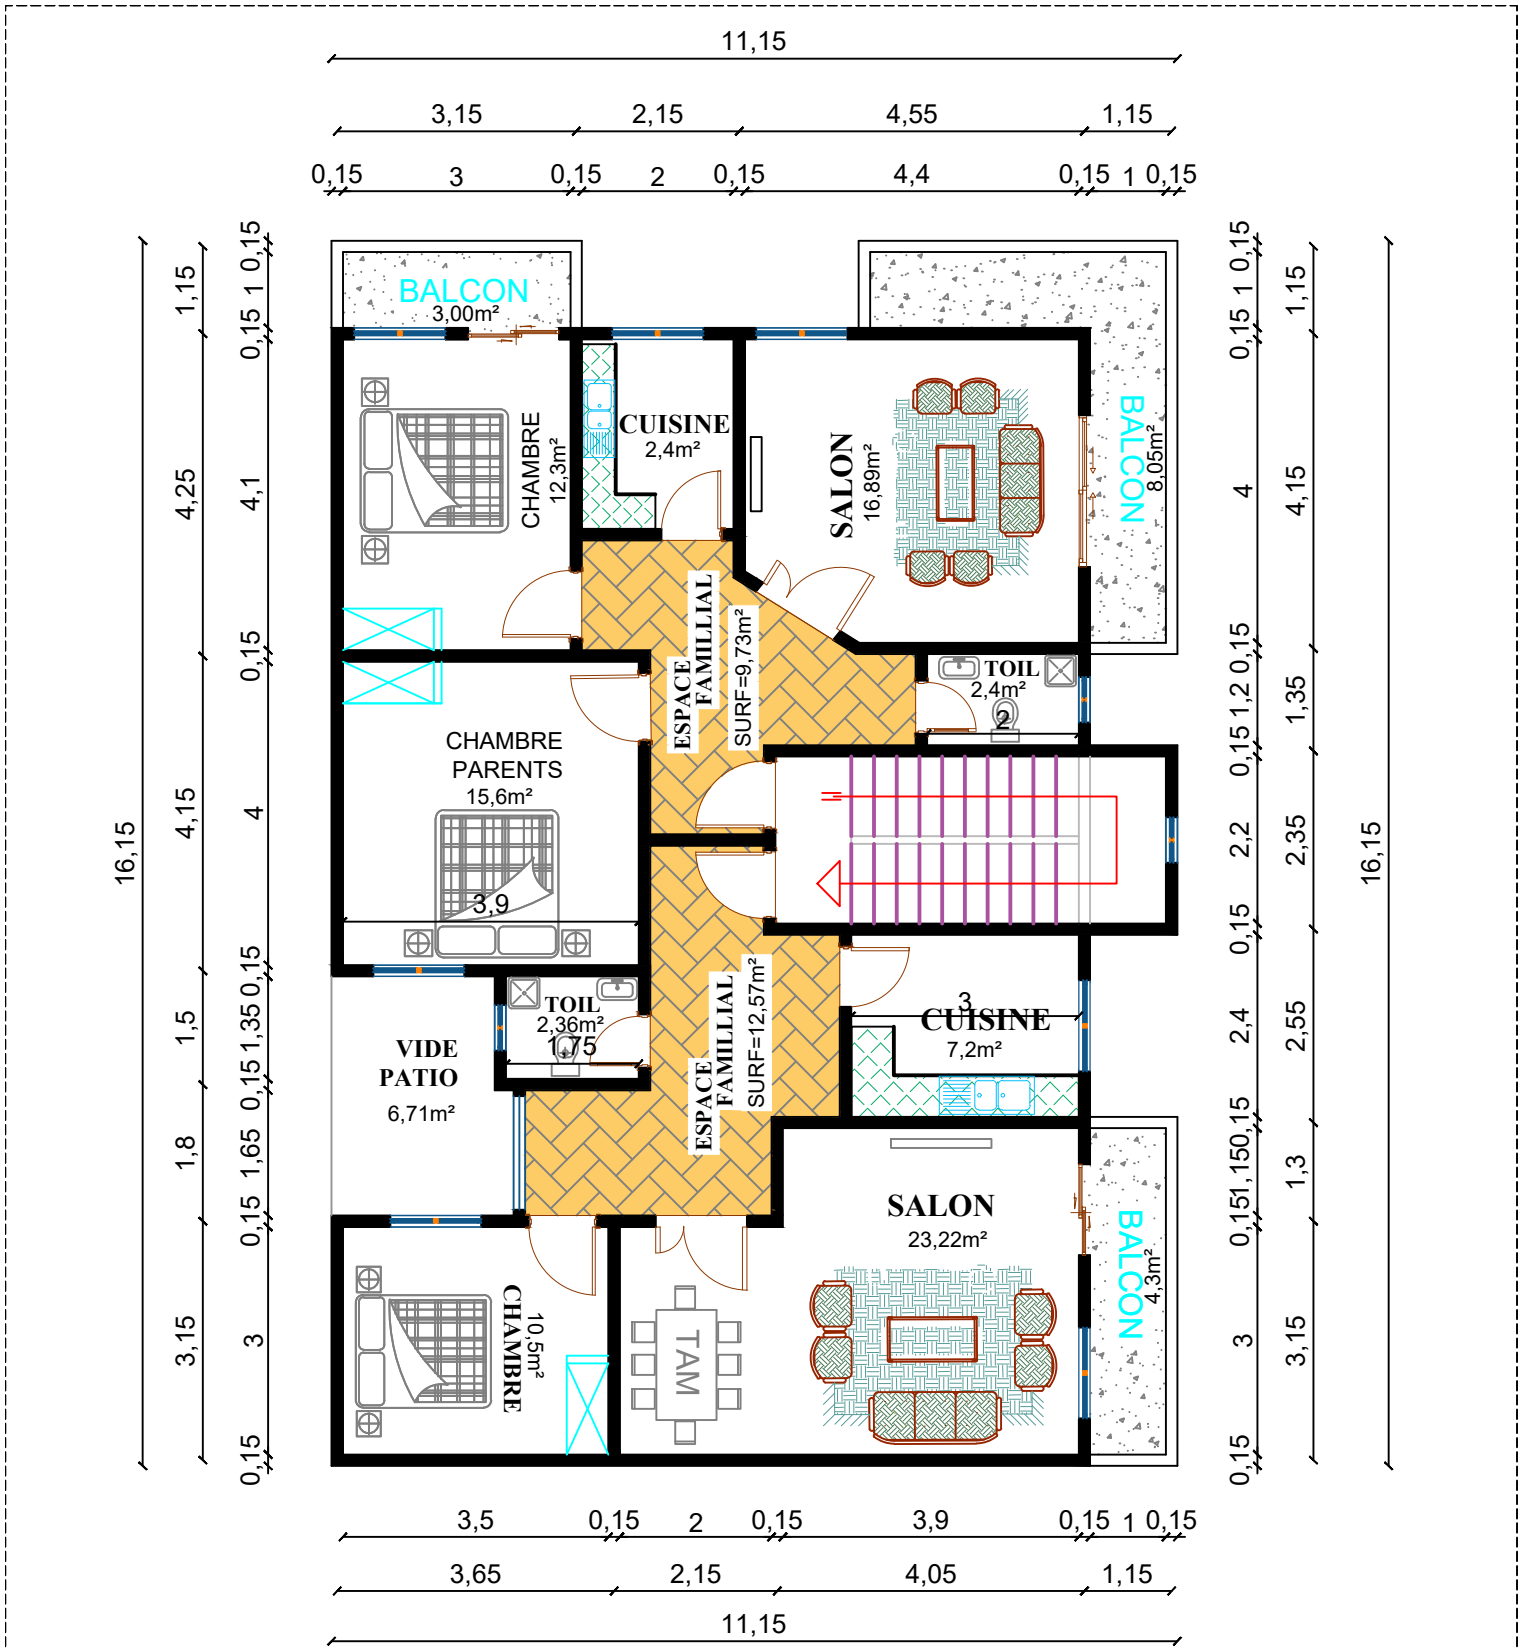 11,15
3,15
2,15
4,55
1,15
0,15
3
0,15
2
0,15
4,4
0,15
1
0,15
16,15
1,15
4,25
4,15
1,5
1,8
3,15
0,15
1
0,15
4,1
0,15
4
0,15
1,35
0,15
1,65
0,15
3
0,15
BALCON
3,00m²
CHAMBRE
12,3m²
CUISINE
2,4m²
SALON
16,89m²
BALCON
8,05m²
ESPACE
FAMILLIAL
SURF=9,73m²
TOIL
2,4m²
2
CHAMBRE
PARENTS
15,6m²
3,9
TOIL
2,36m²
1,75
VIDE
PATIO
6,71m²
ESPACE
FAMILLIAL
SURF=12,57m²
3
CUISINE
7,2m²
SALON
23,22m²
BALCON
4,3m²
CHAMBRE
10,5m²
TAM
0,15
1
0,15
4
0,15
1,2
0,15
2,2
0,15
2,4
0,15
1,15
0,15
3
0,15
1,15
4,15
1,35
2,35
2,55
1,3
3,15
16,15
3,5
0,15
2
0,15
3,9
0,15
1
0,15
3,65
2,15
4,05
1,15
11,15